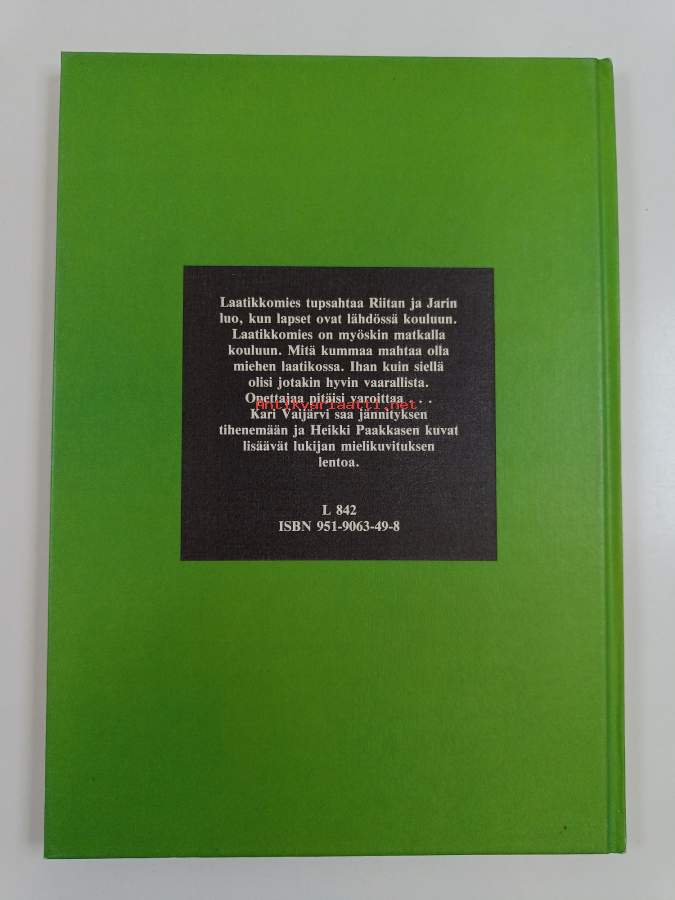 Laatikkomies tupsahtaa Riitan ja Jarin
luo, kun lapset ovat lähdössä kouluun.
Laatikkomies on myöskin matkalla
kouluun. Mitä kummaa mahtaa olla
miehen laatikossa. Ihan kuin siellä
olisi jotakin hyvin vaarallista.
Opettajaa pitäisi varoittaa . . .
Antikvariaatti.net
Kari Vaijärvi saa jännityksen
tihenemään ja Heikki Paakkasen kuvat
lisäävät lukijan mielikuvituksen
lentoa.
L 842
ISBN 951-9063-49-8